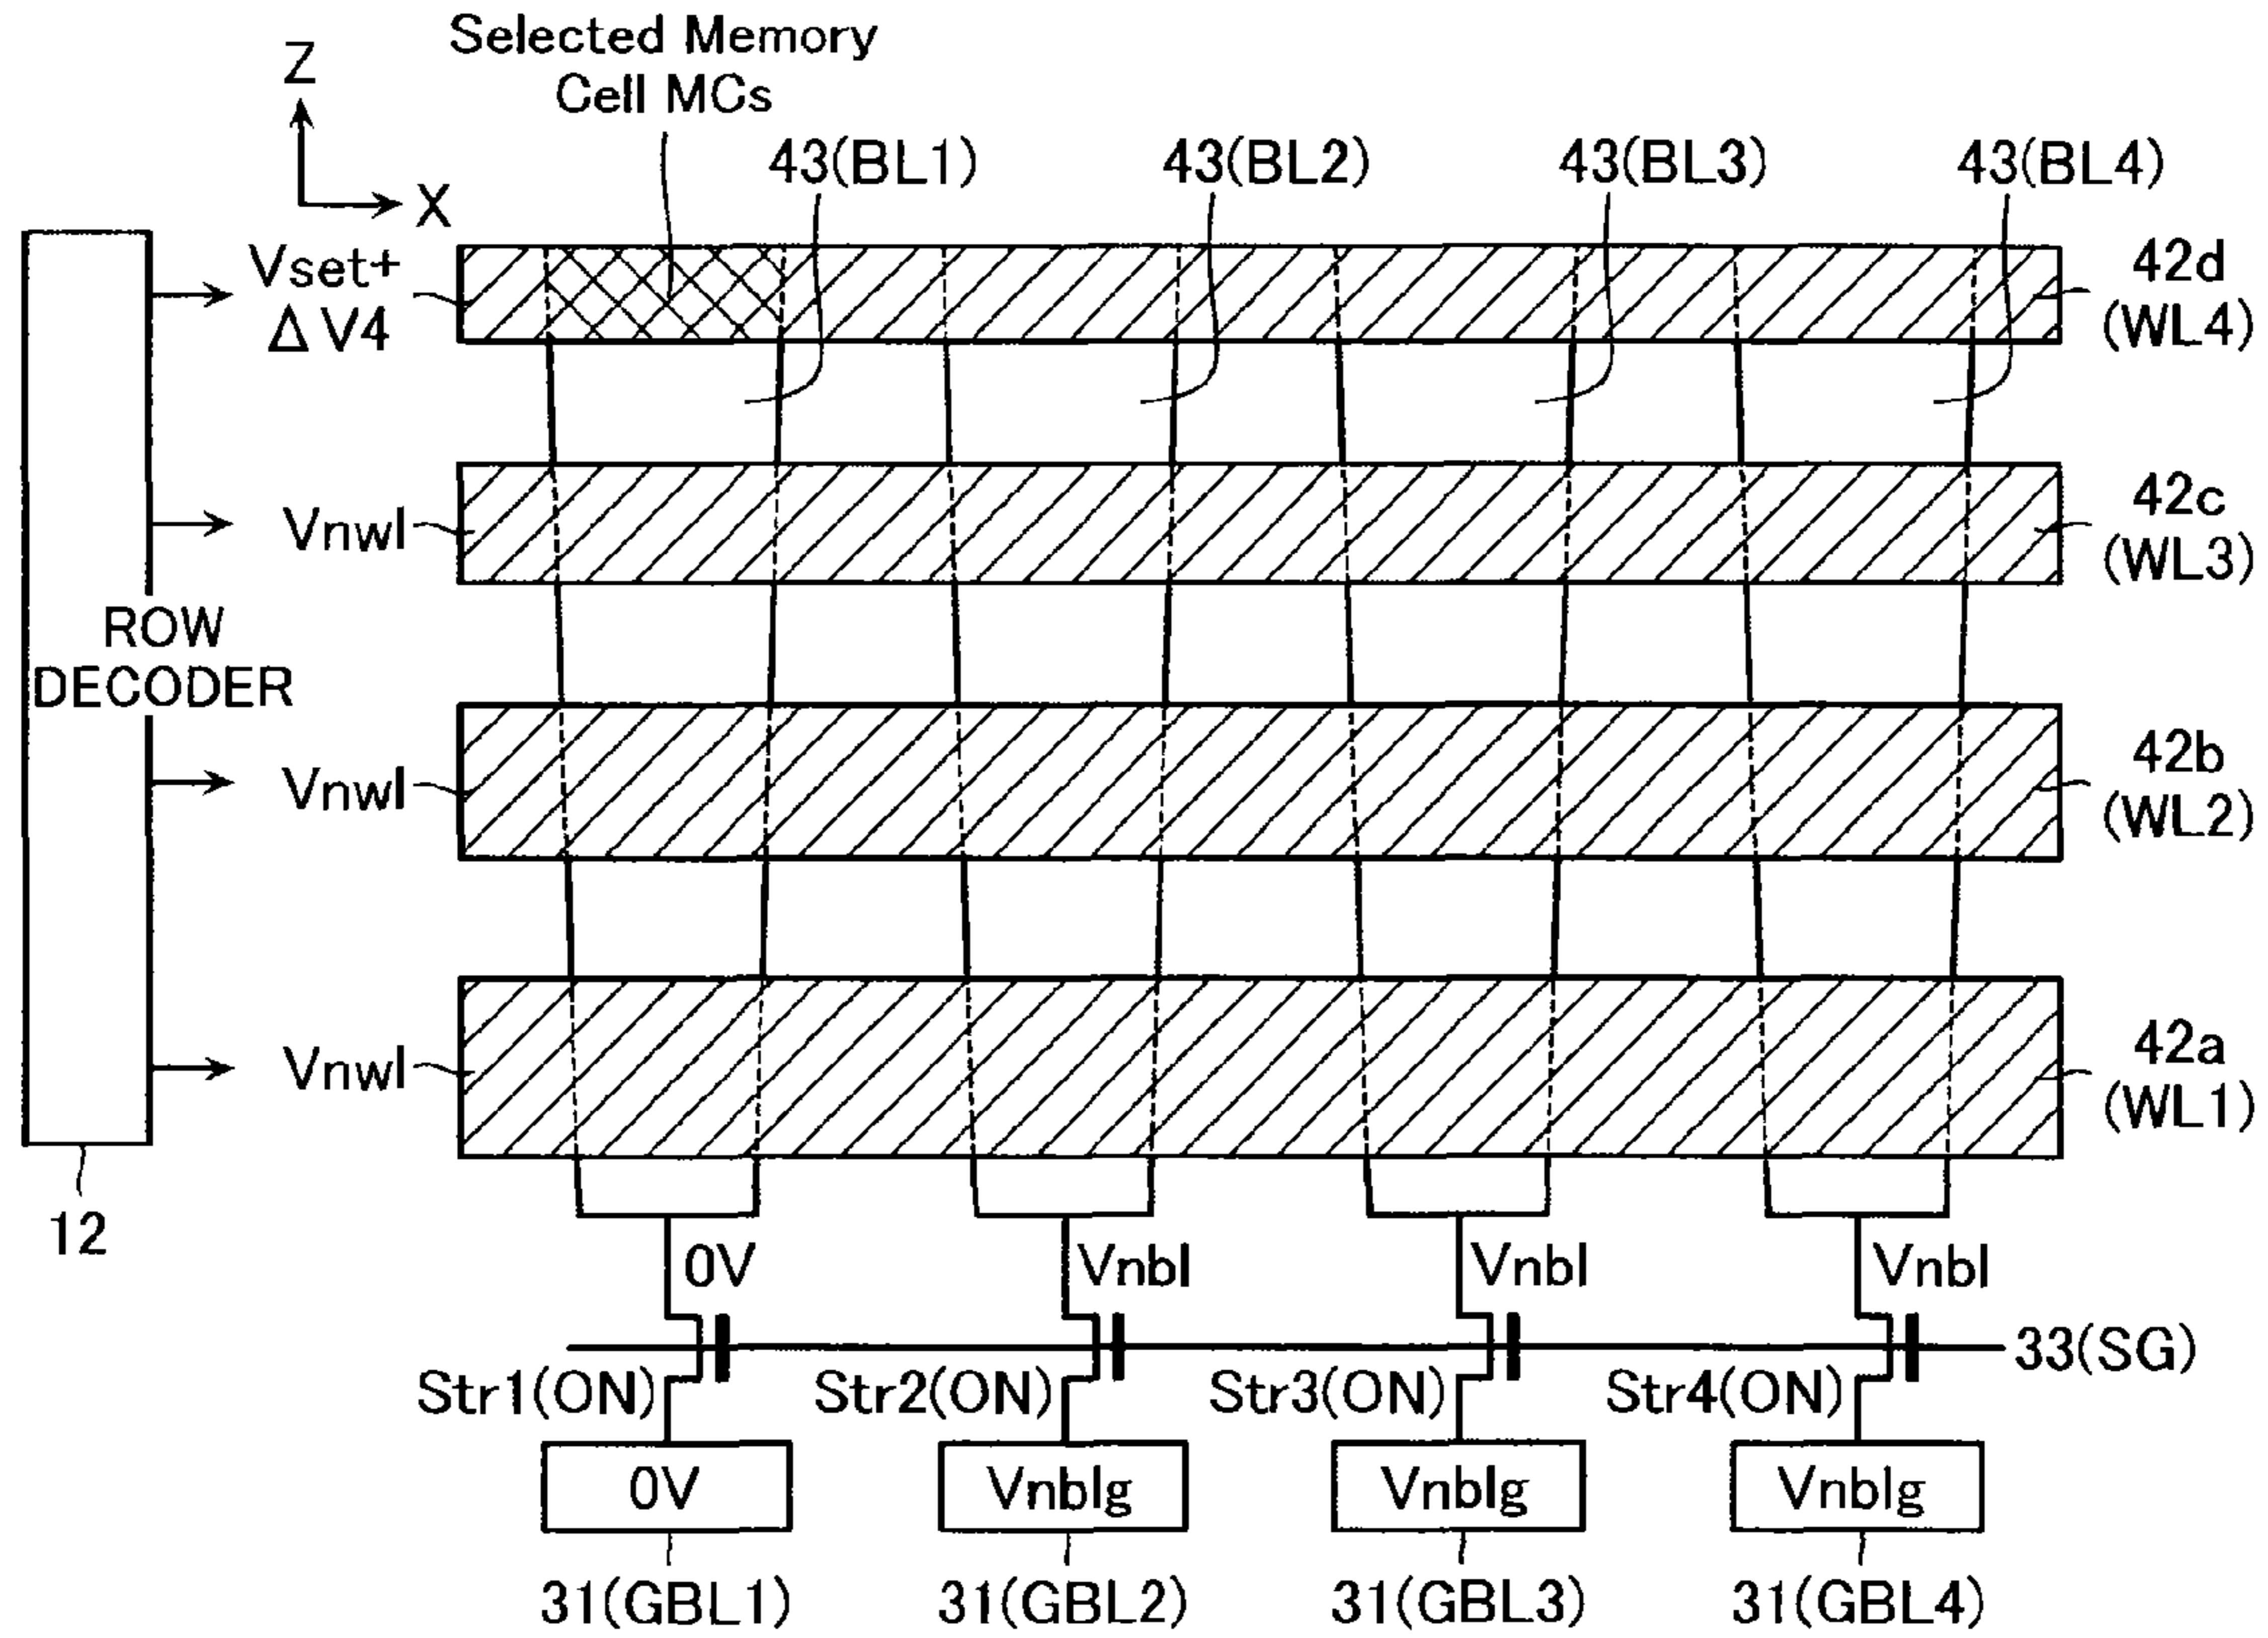 Selected Memory
Cell MCs
Z
X
43(BL1)
43(BL2)
43(BL3)
43(BL4)
Vset+
ΔV4
42d
(WL4)
Vnwl
42c
(WL3)
ROW
DECODER
Vnwl
42b
(WL2)
Vnwl
42a
(WL1)
12
0V
Vnbl
Vnbl
Vnbl
33(SG)
Str1(ON)
Str2(ON)
Str3(ON)
Str4(ON)
0V
Vnblg
Vnblg
Vnblg
31(GBL1)
31(GBL2)
31(GBL3)
31(GBL4)